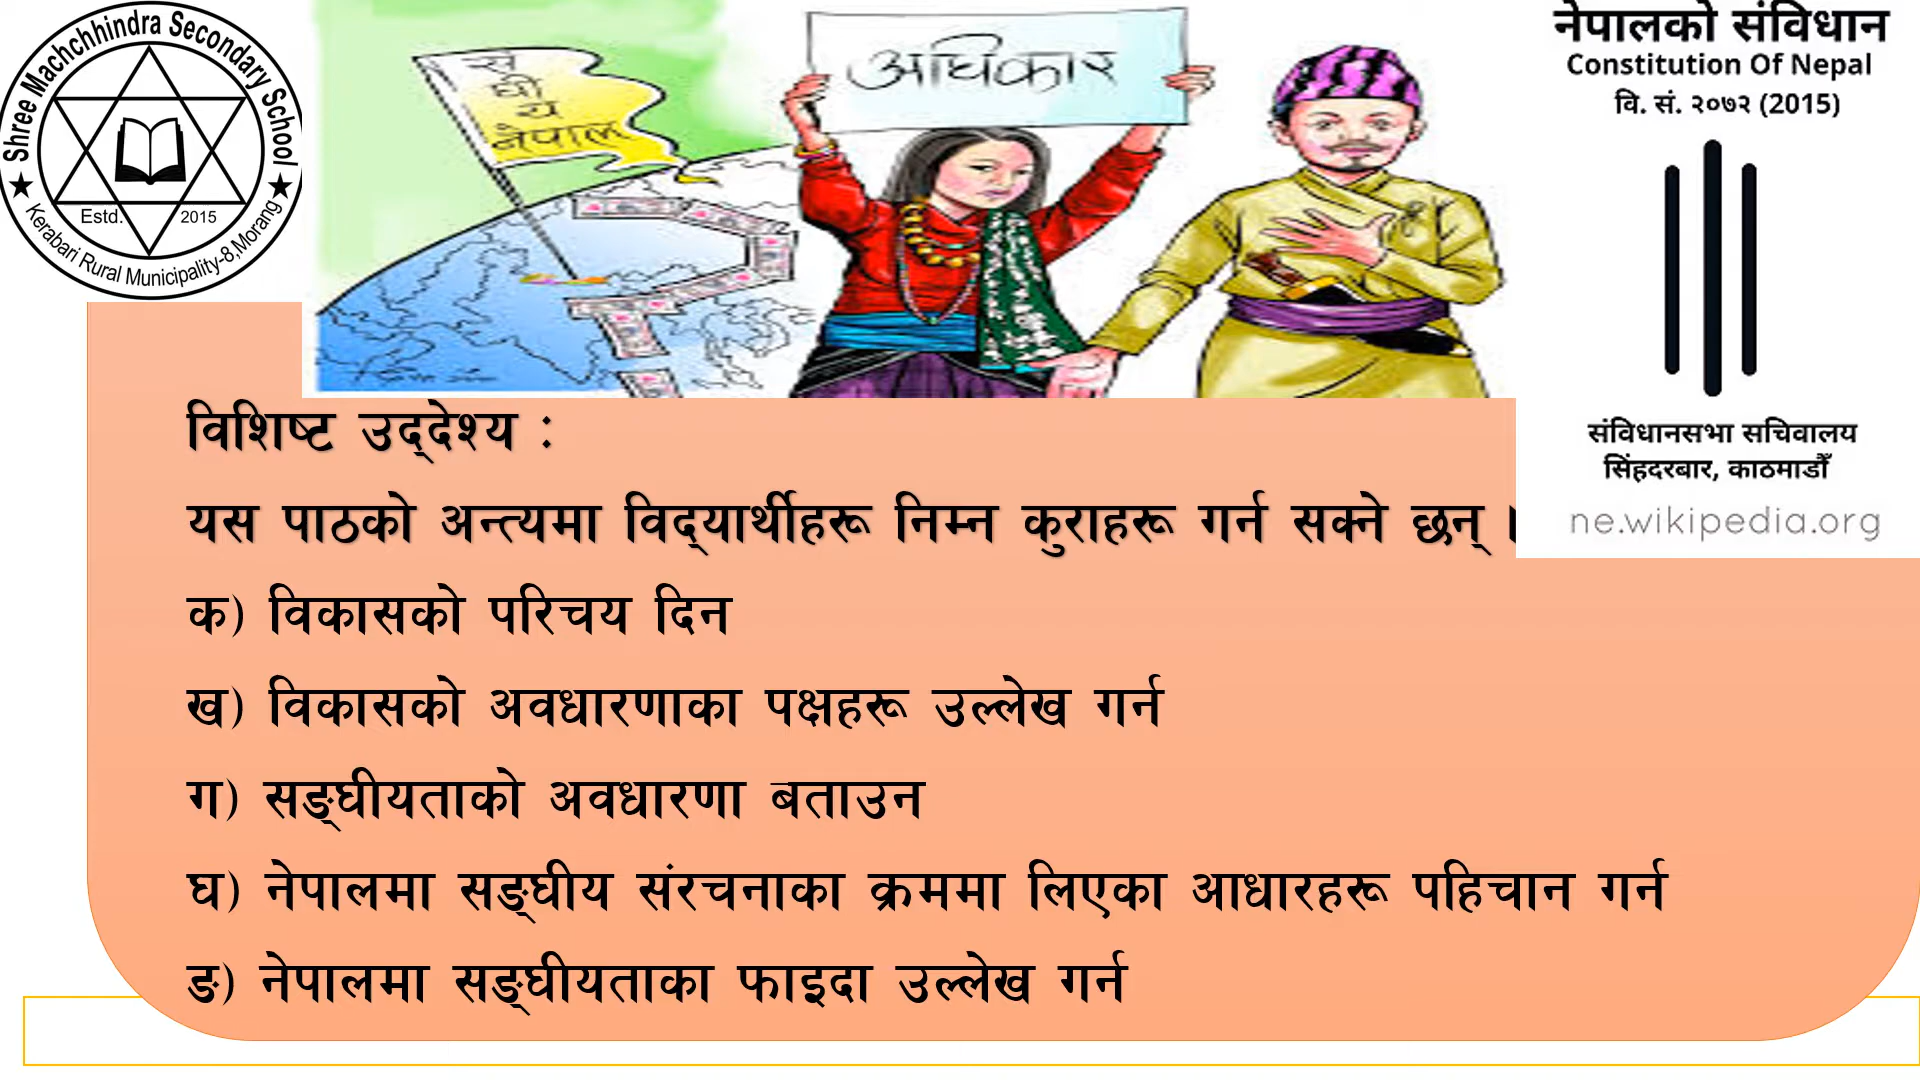 Shree Machchhindra Secondary School
Estd. 2015
Kerabari Rural Municipality-8,Morang
स
घी
य
नेपाल
अधिकार
नेपालको संविधान
Constitution Of Nepal
वि. सं. २०७२ (2015)
संविधानसभा सचिवालय
सिंहदरबार, काठमाडौँ
ne.wikipedia.org
विशिष्ट उद्देश्य :
यस पाठको अन्त्यमा विद्यार्थीहरू निम्न कुराहरू गर्न सक्ने छन् ।
क) विकासको परिचय दिन
ख) विकासको अवधारणाका पक्षहरू उल्लेख गर्न
ग) सङ्घीयताको अवधारणा बताउन
घ) नेपालमा सङ्घीय संरचनाका क्रममा लिएका आधारहरू पहिचान गर्न
ङ) नेपालमा सङ्घीयताका फाइदा उल्लेख गर्न